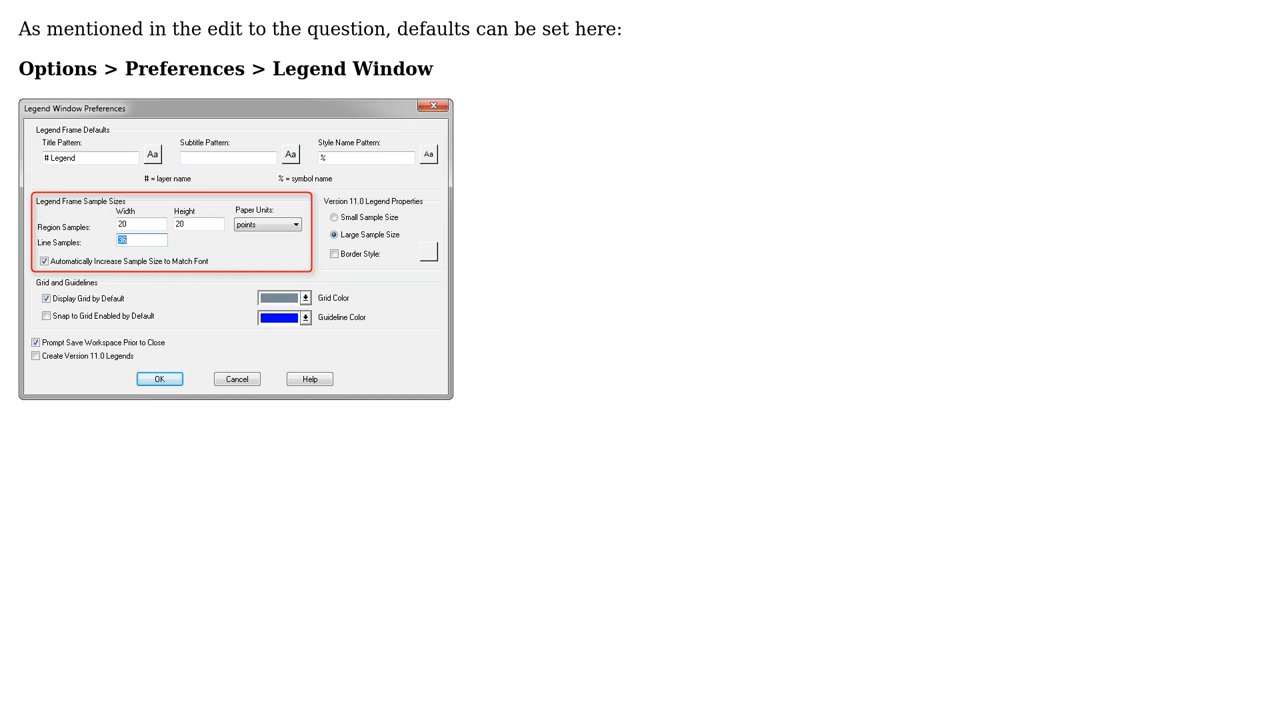 As mentioned in the edit to the question, defaults can be set here:
Options > Preferences > Legend Window
Legend Window Preferences
Legend Frame Defaults
Title Pattern: Subtitle Pattern: Style Name Pattern:
# Legend Aa Aa % Aa
# = layer name % = symbol name
Legend Frame Sample Sizes
Width Height Paper Units:
Region Samples: 20 20 points
Line Samples: 36
Automatically Increase Sample Size to Match Font
Version 11.0 Legend Properties
Small Sample Size
Large Sample Size
Border Style:
Grid and Guidelines
Display Grid by Default Grid Color
Snap to Grid Enabled by Default Guideline Color
Prompt Save Workspace Prior to Close
Create Version 11.0 Legends
OK Cancel Help